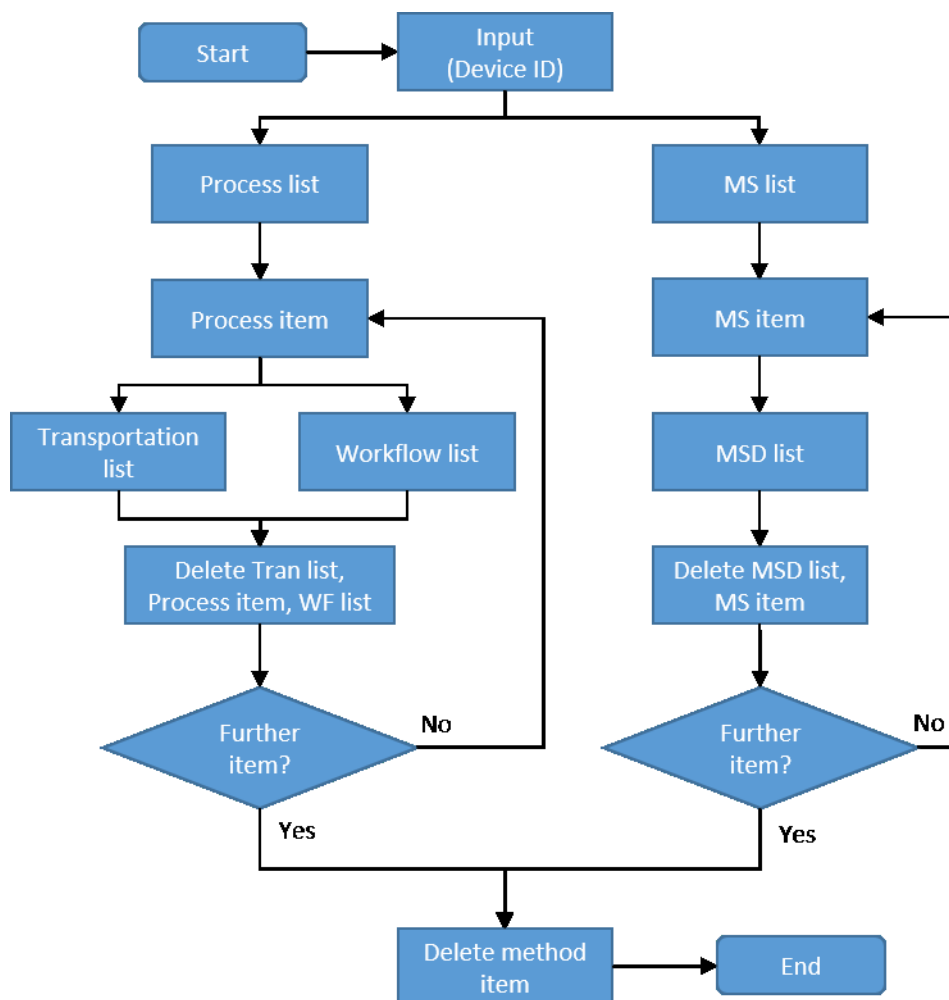 Start
Input
(Device ID)
Process list
MS list
Process item
MS item
Transportation
list
Workflow list
MSD list
Delete Tran list,
Process item, WF list
Delete MSD list,
MS item
Further
item?
No
Further
item?
No
Yes
Yes
Delete method
item
End